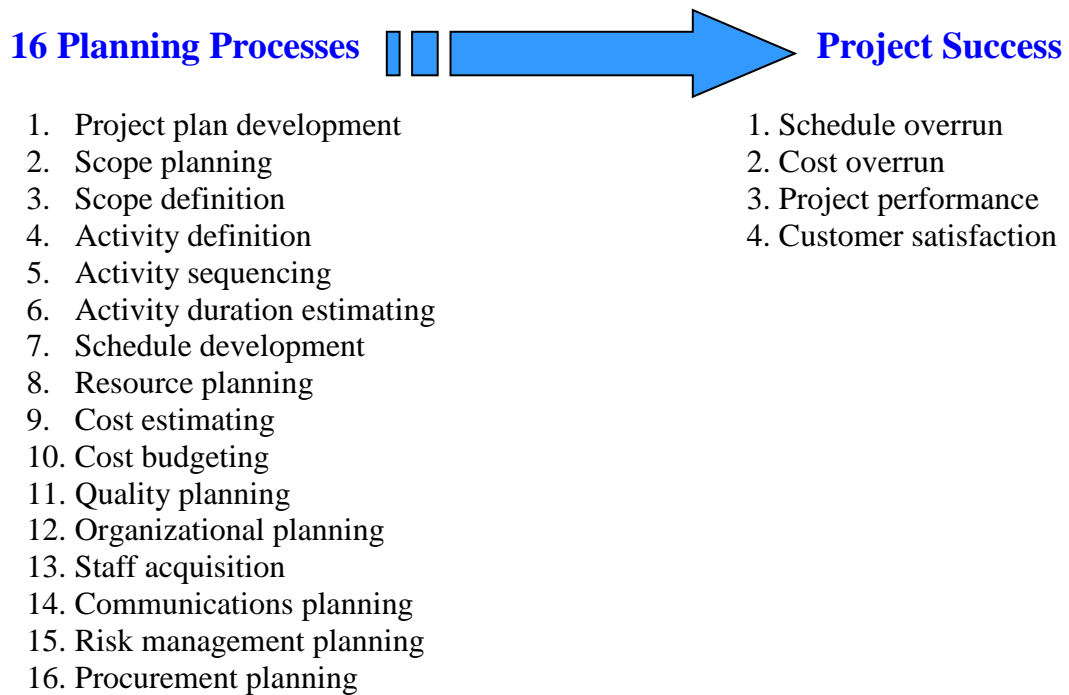 16 Planning Processes
Project Success
1. Project plan development
2. Scope planning
3. Scope definition
4. Activity definition
5. Activity sequencing
6. Activity duration estimating
7. Schedule development
8. Resource planning
9. Cost estimating
10. Cost budgeting
11. Quality planning
12. Organizational planning
13. Staff acquisition
14. Communications planning
15. Risk management planning
16. Procurement planning
1. Schedule overrun
2. Cost overrun
3. Project performance
4. Customer satisfaction